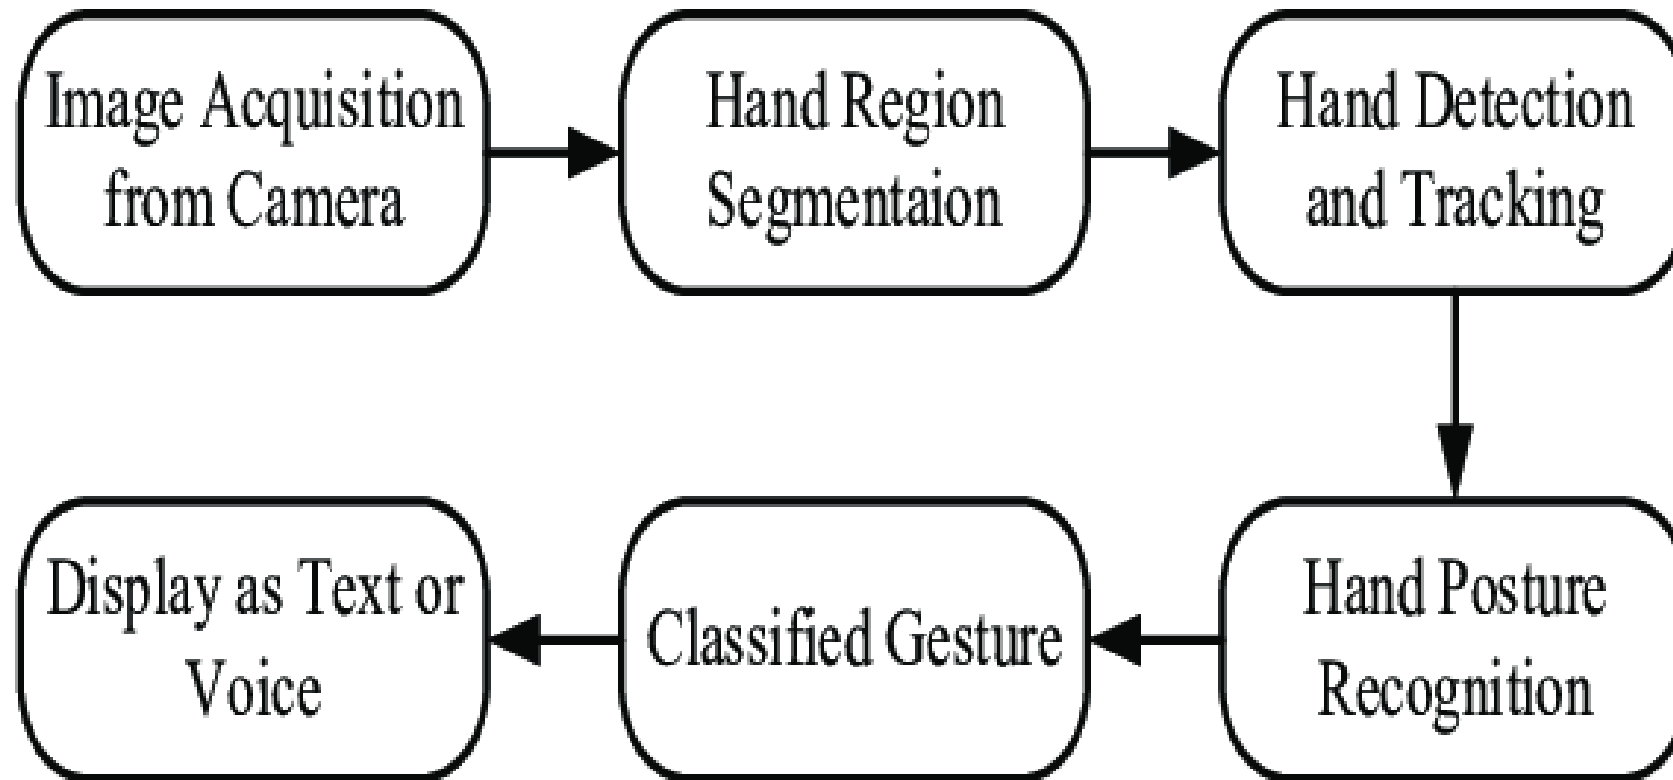 Image Acquisition
from Camera
Hand Region
Segmentaion
Hand Detection
and Tracking
Hand Posture
Recognition
Classified Gesture
Display as Text or
Voice